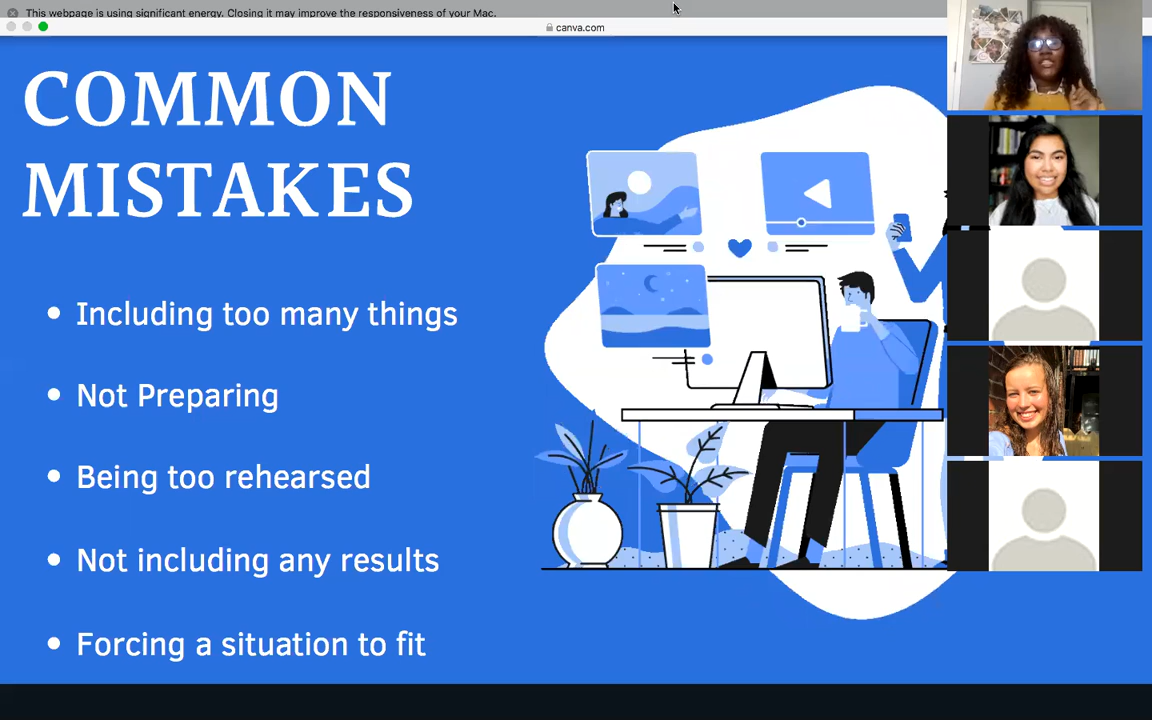 This webpage is using significant energy. Closing it may improve the responsiveness of your Mac.
canva.com
COMMON
MISTAKES
• Including too many things
• Not Preparing
• Being too rehearsed
• Not including any results
• Forcing a situation to fit